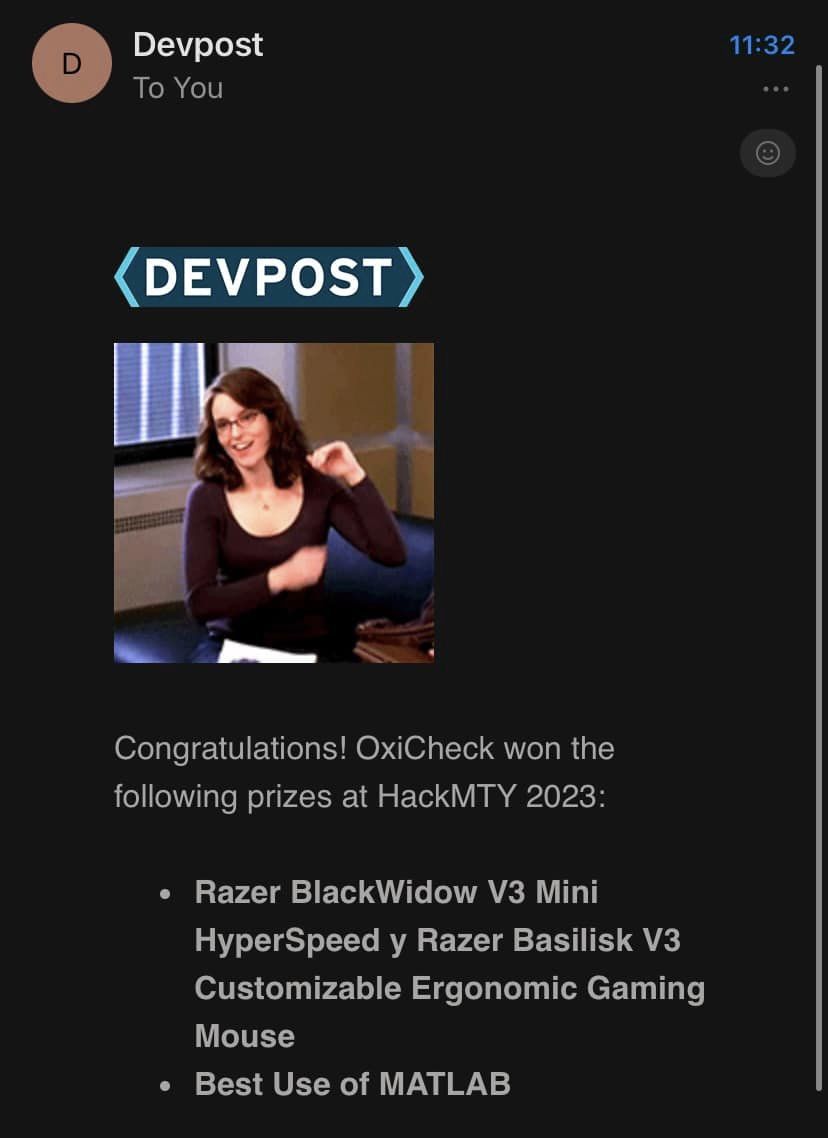 D
Devpost
11:32
To You
DEVPOST
Congratulations! OxiCheck won the
following prizes at HackMTY 2023:
• Razer BlackWidow V3 Mini
HyperSpeed y Razer Basilisk V3
Customizable Ergonomic Gaming
Mouse
• Best Use of MATLAB